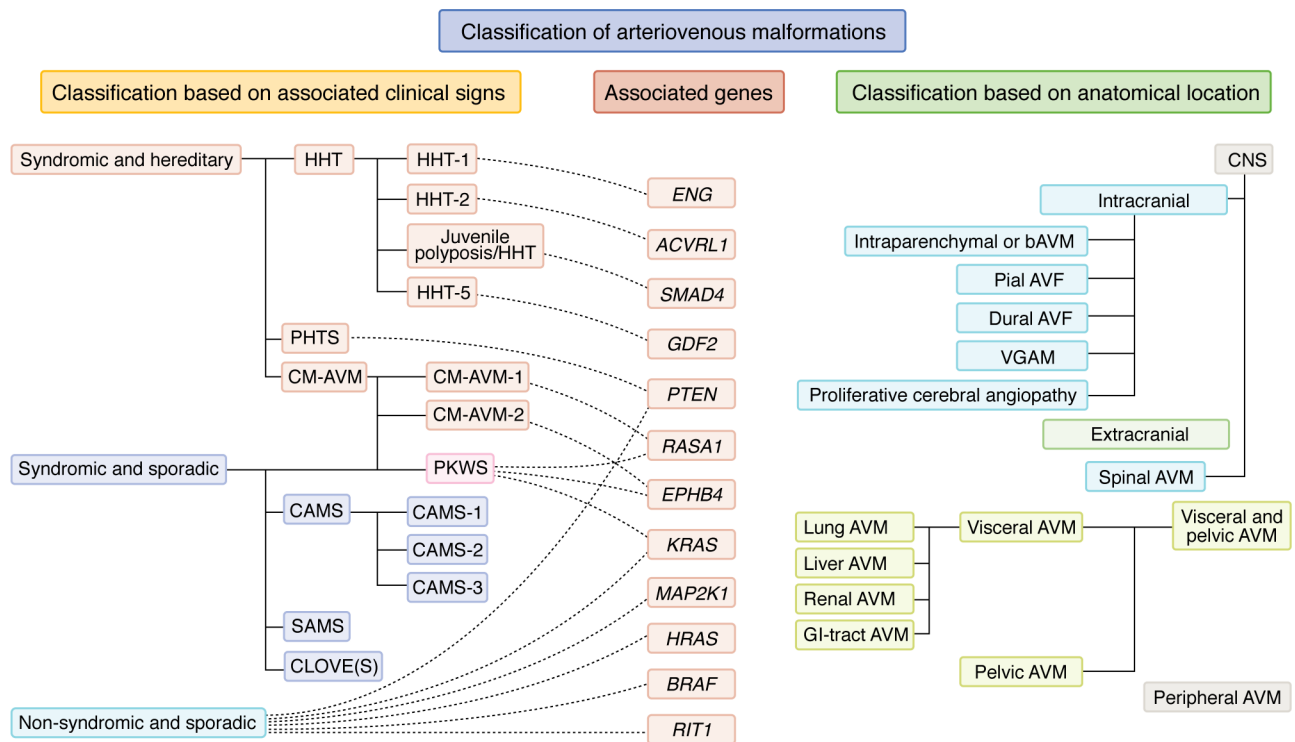 Classification of arteriovenous malformations
Classification based on associated clinical signs
Associated genes
Classification based on anatomical location
Syndromic and hereditary
HHT
HHT-1
HHT-2
Juvenile
polyposis/HHT
HHT-5
PHTS
CM-AVM
CM-AVM-1
CM-AVM-2
Syndromic and sporadic
PKWS
CAMS
CAMS-1
CAMS-2
CAMS-3
SAMS
CLOVE(S)
Non-syndromic and sporadic
ENG
ACVRL1
SMAD4
GDF2
PTEN
RASA1
EPHB4
KRAS
MAP2K1
HRAS
BRAF
RIT1
CNS
Intracranial
Intraparenchymal or bAVM
Pial AVF
Dural AVF
VGAM
Proliferative cerebral angiopathy
Extracranial
Spinal AVM
Visceral and
pelvic AVM
Visceral AVM
Lung AVM
Liver AVM
Renal AVM
GI-tract AVM
Pelvic AVM
Peripheral AVM